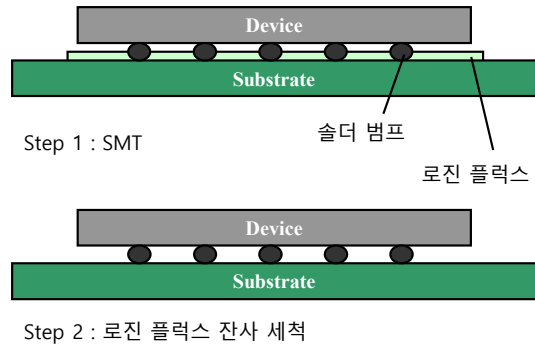 Device
Substrate
Step 1 : SMT
솔더 범프
로진 플럭스
Device
Substrate
Step 2 : 로진 플럭스 잔사 세척